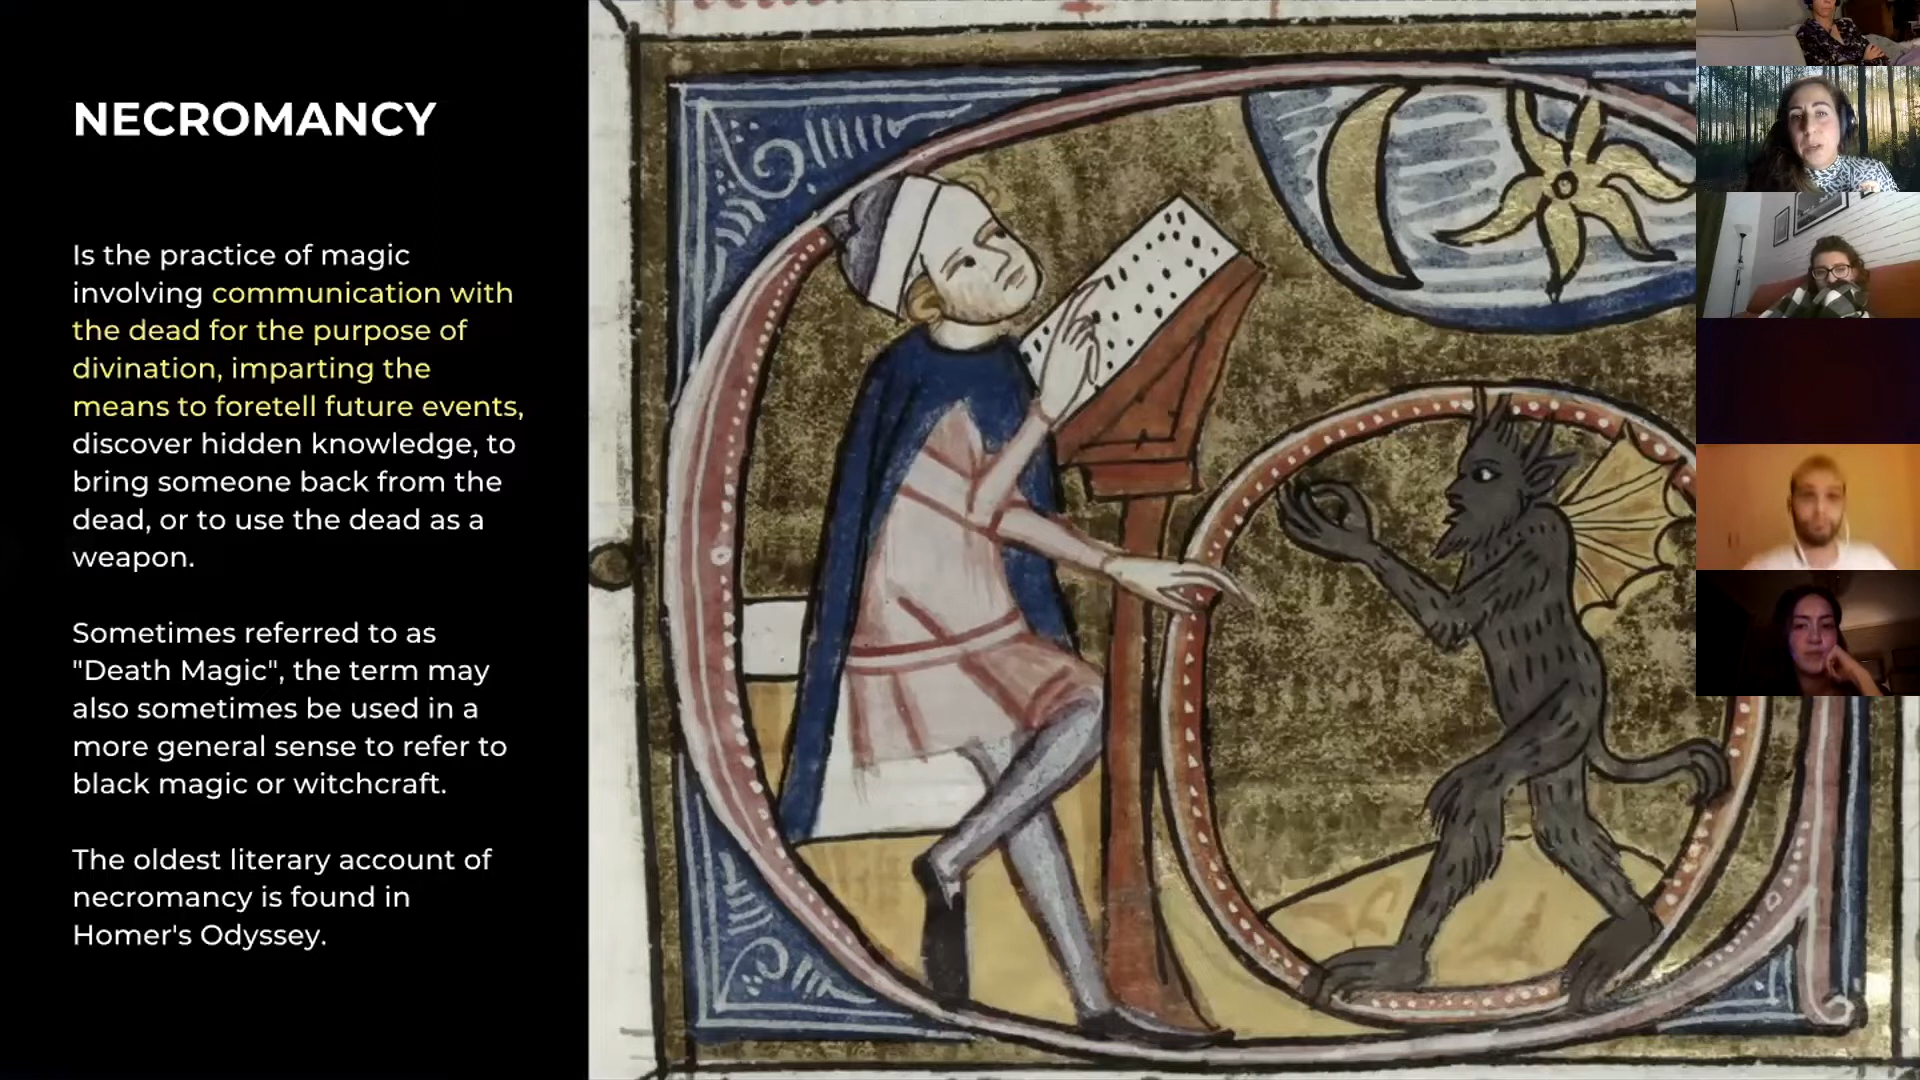 NECROMANCY
Is the practice of magic
involving communication with
the dead for the purpose of
divination, imparting the
means to foretell future events,
discover hidden knowledge, to
bring someone back from the
dead, or to use the dead as a
weapon.
Sometimes referred to as
"Death Magic", the term may
also sometimes be used in a
more general sense to refer to
black magic or witchcraft.
The oldest literary account of
necromancy is found in
Homer's Odyssey.